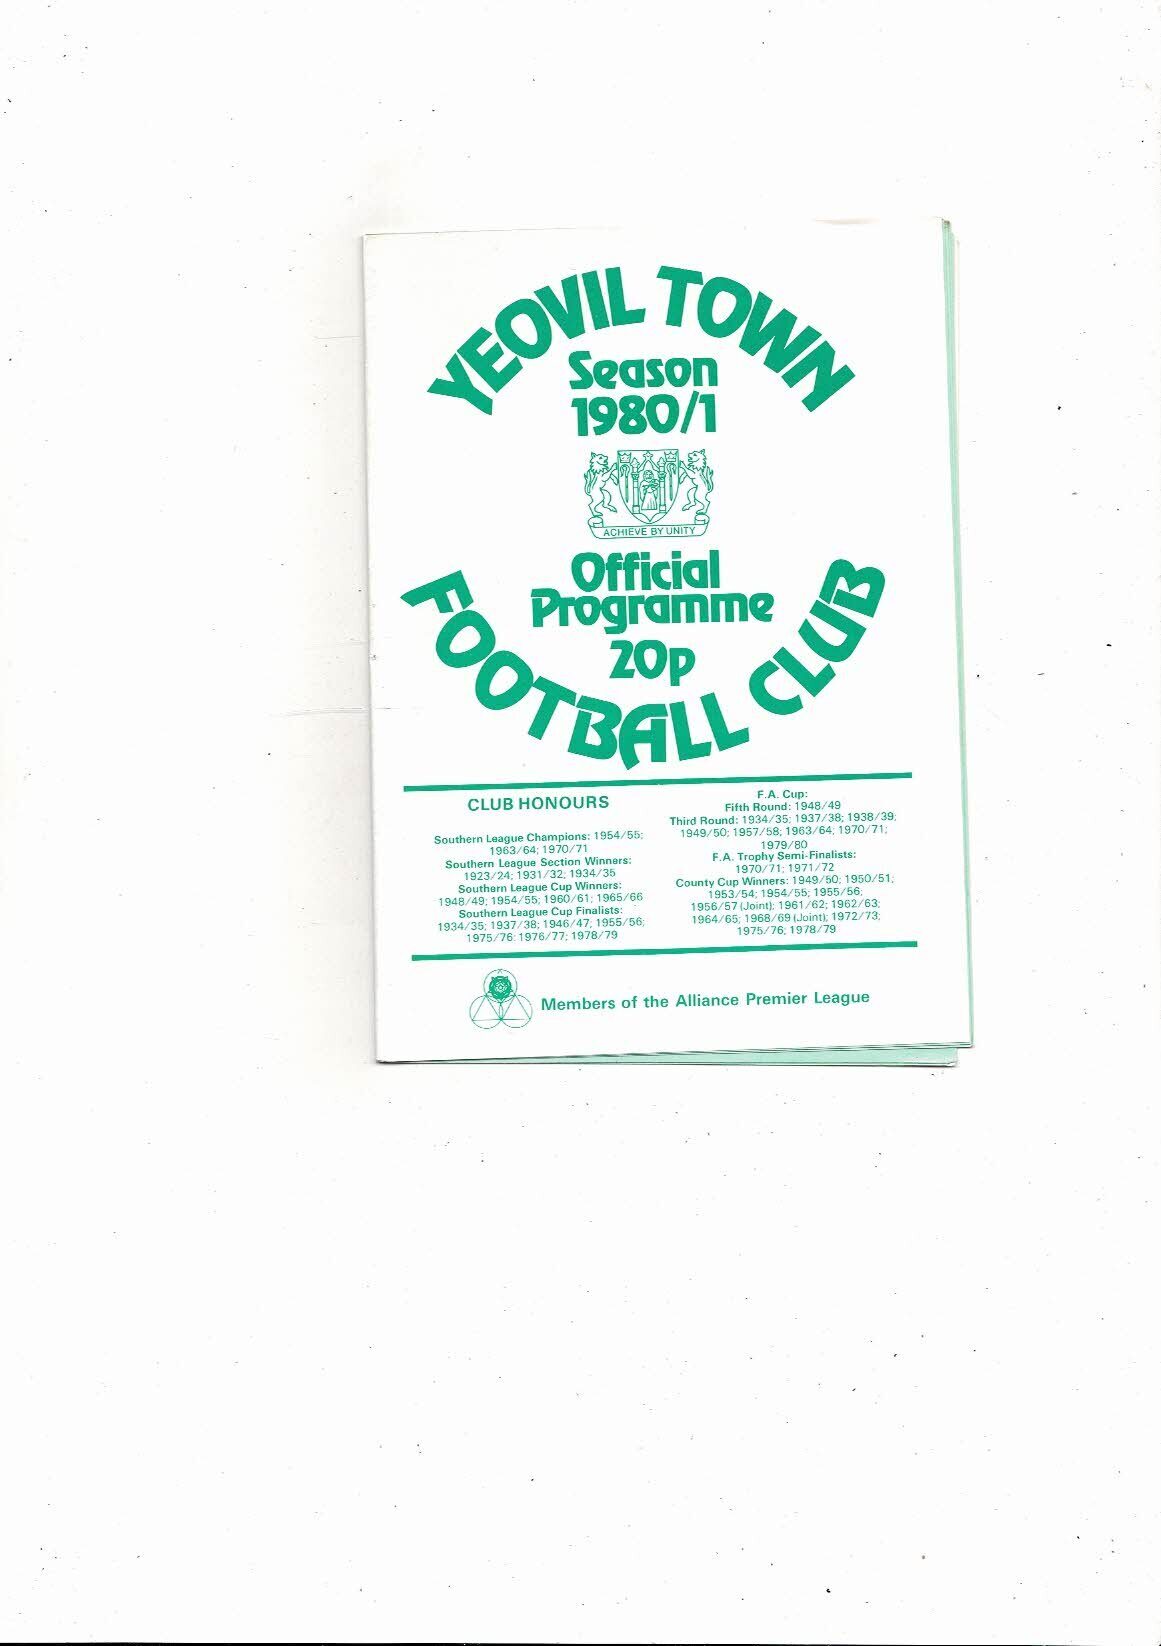 YEOVIL TOWN
Season
1980/1
ACHIEVE BY UNITY
Official
Programme
20p
FOOTBALL CLUB
CLUB HONOURS
Southern League Champions: 1954/55;
1963/64; 1970/71
Southern League Section Winners:
1923/24; 1931/32; 1934/35
Southern League Cup Winners:
1948/49; 1954/55; 1960/61; 1965/66
Southern League Cup Finalists:
1934/35; 1937/38; 1946/47; 1955/56;
1975/76; 1976/77; 1978/79
F.A. Cup:
Fifth Round: 1948/49
Third Round: 1934/35; 1937/38; 1938/39;
1949/50; 1957/58; 1963/64; 1970/71;
1979/80
F.A. Trophy Semi-Finalists:
1970/71; 1971/72
County Cup Winners: 1949/50; 1950/51;
1953/54; 1954/55; 1955/56;
1956/57 (Joint); 1961/62; 1962/63;
1964/65; 1968/69 (Joint); 1972/73;
1975/76; 1978/79
Members of the Alliance Premier League